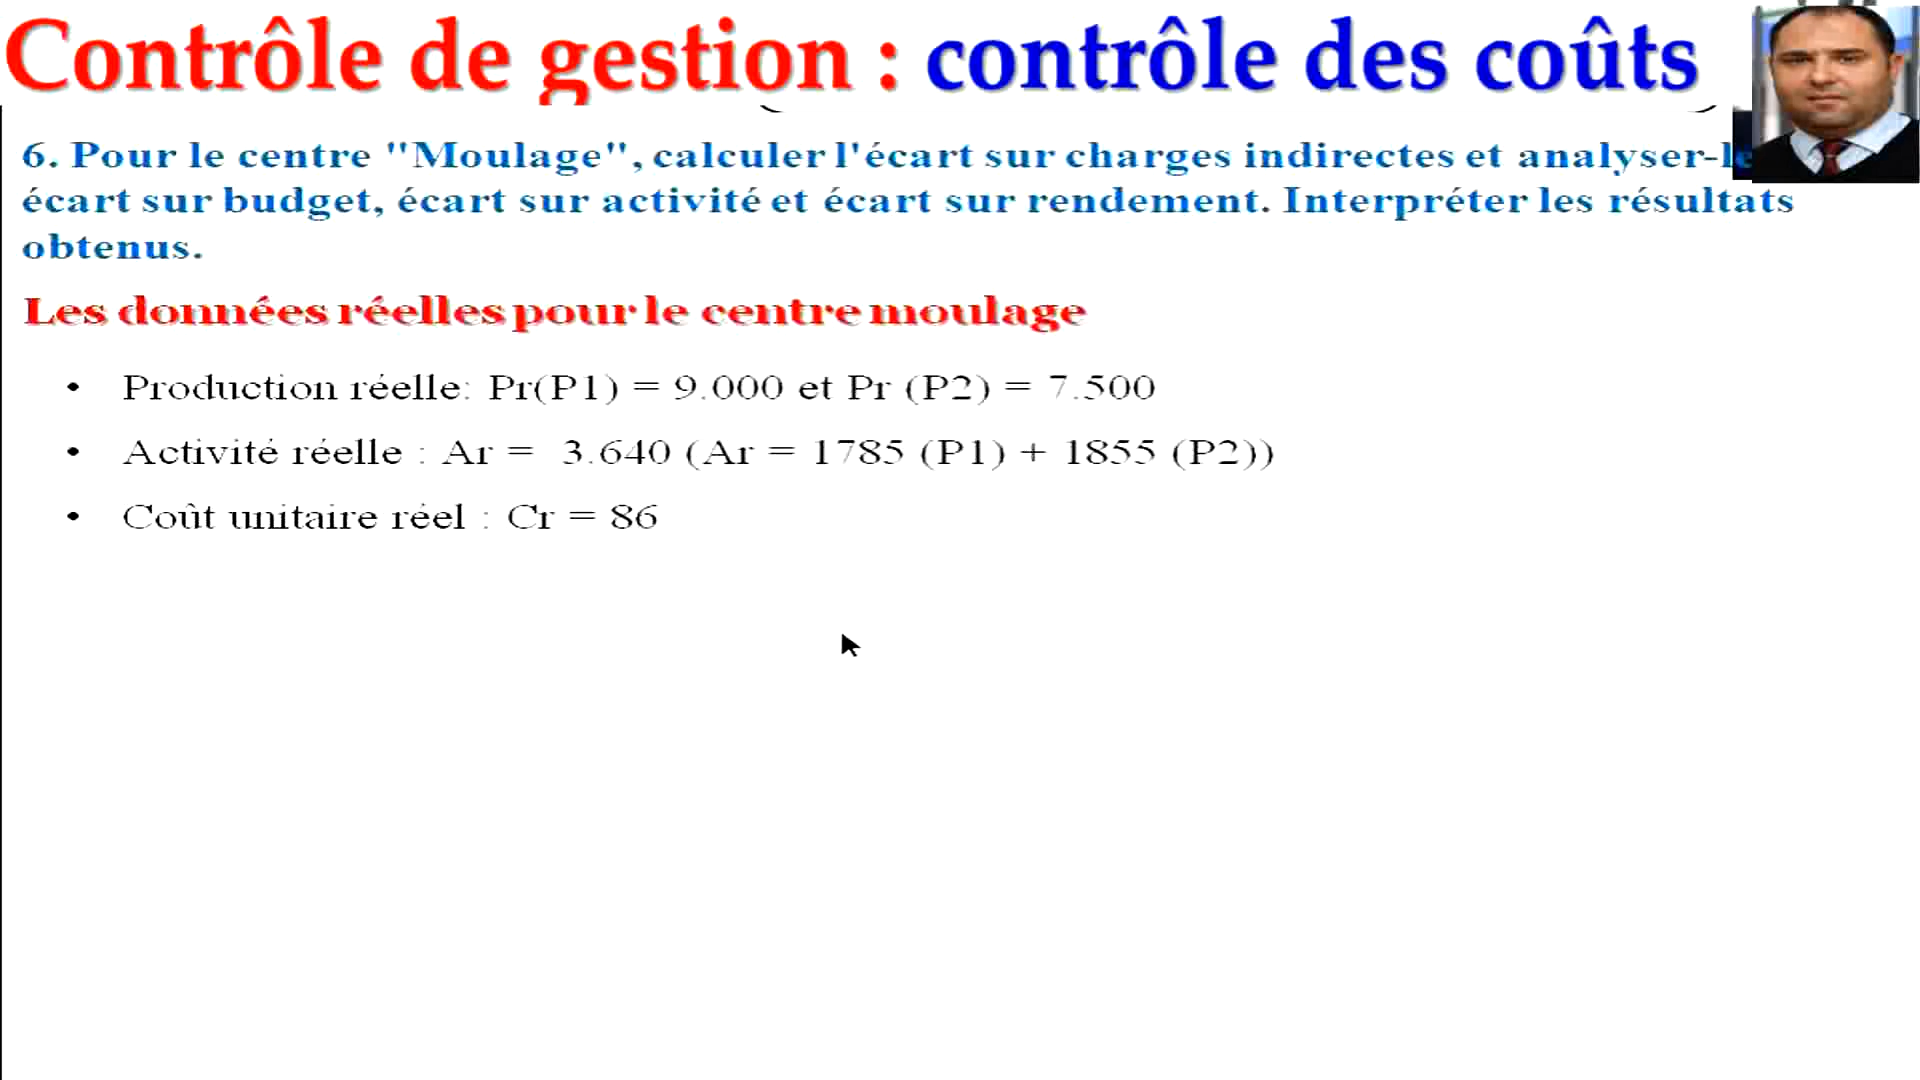 Contrôle de gestion : contrôle des coûts
6. Pour le centre "Moulage", calculer l'écart sur charges indirectes et analyser-le
écart sur budget, écart sur activité et écart sur rendement. Interpréter les résultats
obtenus.
Les données réelles pour le centre moulage
• Production réelle: Pr(P1) = 9.000 et Pr (P2) = 7.500
• Activité réelle : Ar = 3.640 (Ar = 1785 (P1) + 1855 (P2))
• Coût unitaire réel : Cr = 86